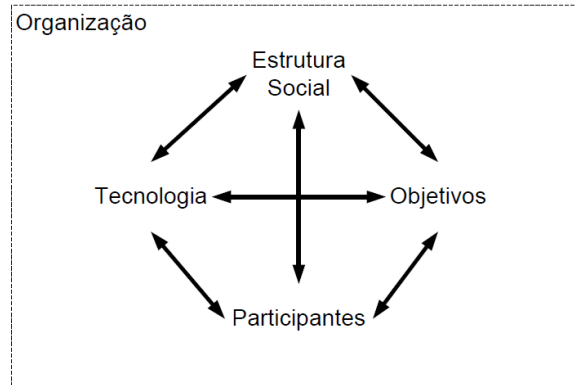 Organização
Estrutura
Social
Tecnologia
Objetivos
Participantes